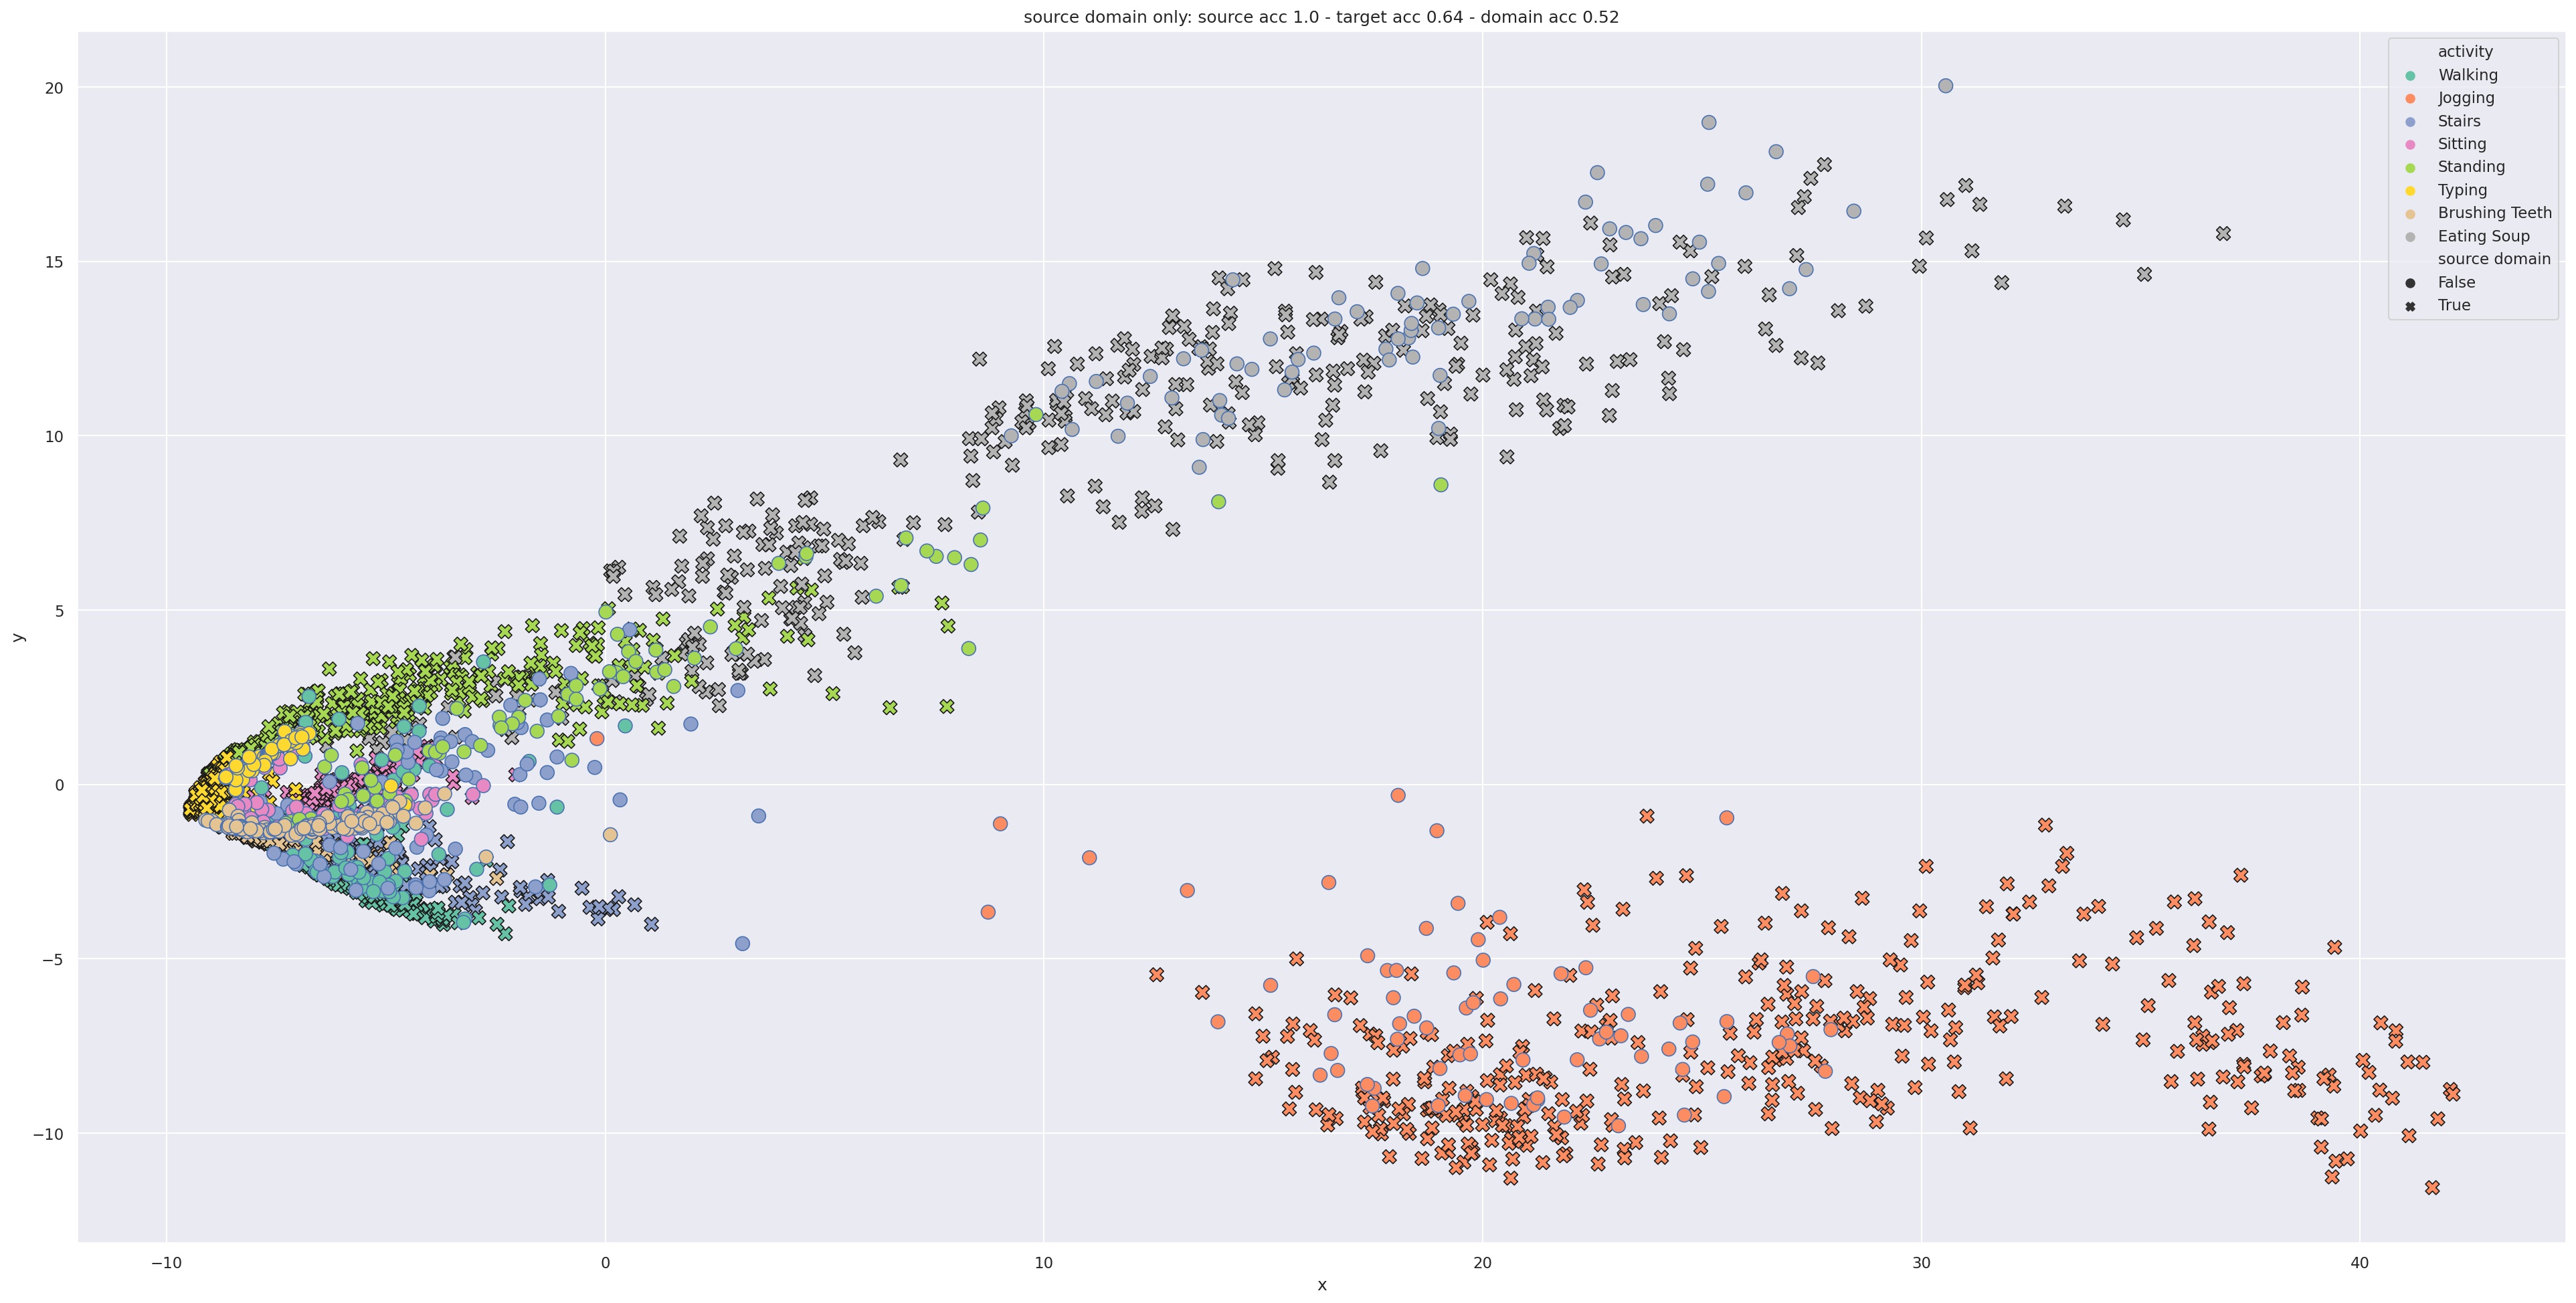 source domain only: source acc 1.0 - target acc 0.64 - domain acc 0.52
activity
Walking
Jogging
Stairs
Sitting
Standing
Typing
Brushing Teeth
Eating Soup
source domain
False
True
20
15
10
5
0
−5
−10
y
−10
0
10
20
30
40
x